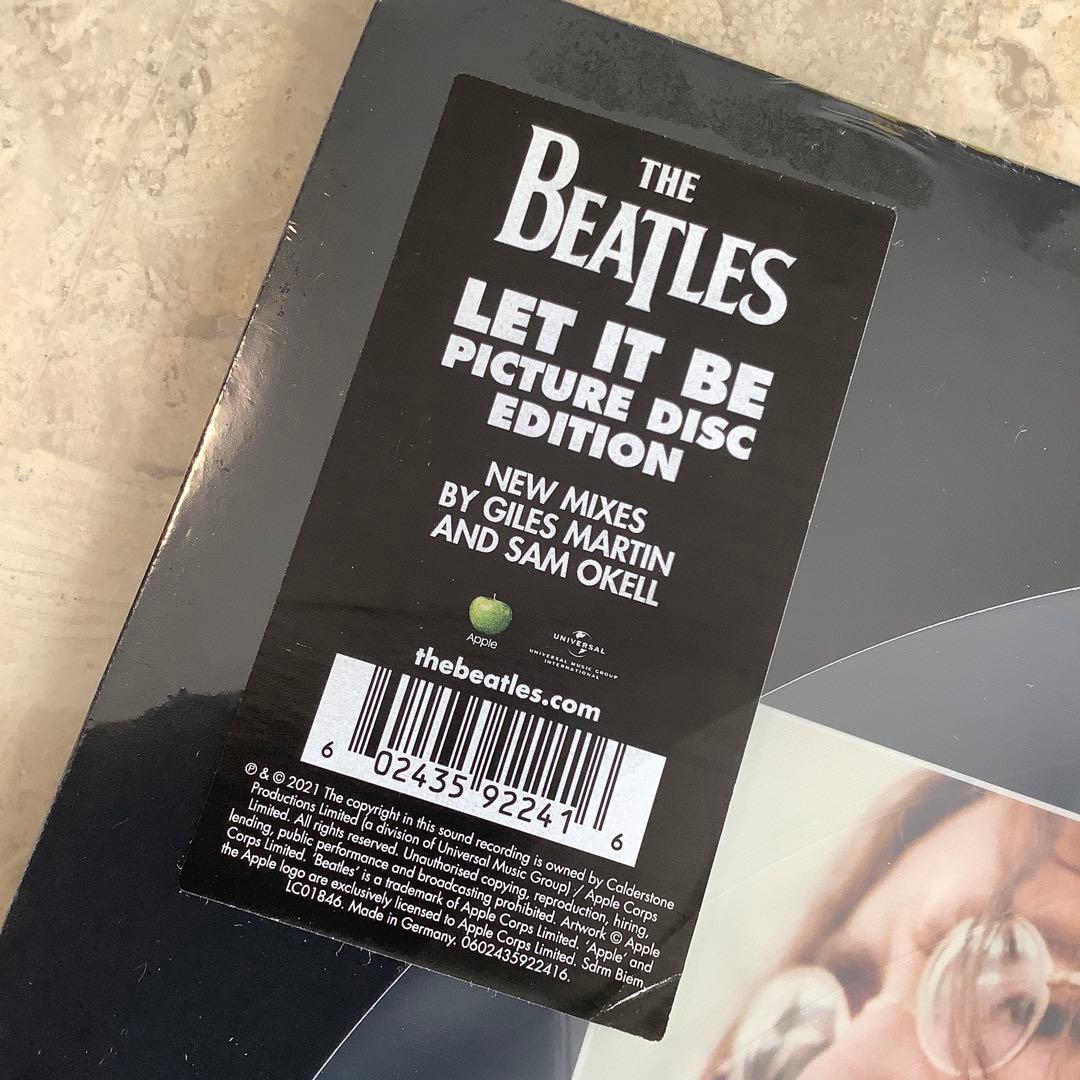 THE
BEATLES
LET IT BE
PICTURE DISC
EDITION
NEW MIXES
BY GILES MARTIN
AND SAM OKELL
Apple
UNIVERSAL
UNIVERSAL MUSIC GROUP
INTERNATIONAL
thebeatles.com
6 02435 92241 6
℗ & © 2021 The copyright in this sound recording is owned by Calderstone
Productions Limited (a division of Universal Music Group) / Apple Corps
Limited. All rights reserved. Unauthorised copying, reproduction, hiring,
lending, public performance and broadcasting prohibited. Artwork © Apple
Corps Limited. 'Beatles' is a trademark of Apple Corps Limited. 'Apple' and
the Apple logo are exclusively licensed to Apple Corps Limited. Sdrm Biem.
LC01846. Made in Germany. 0602435922416.